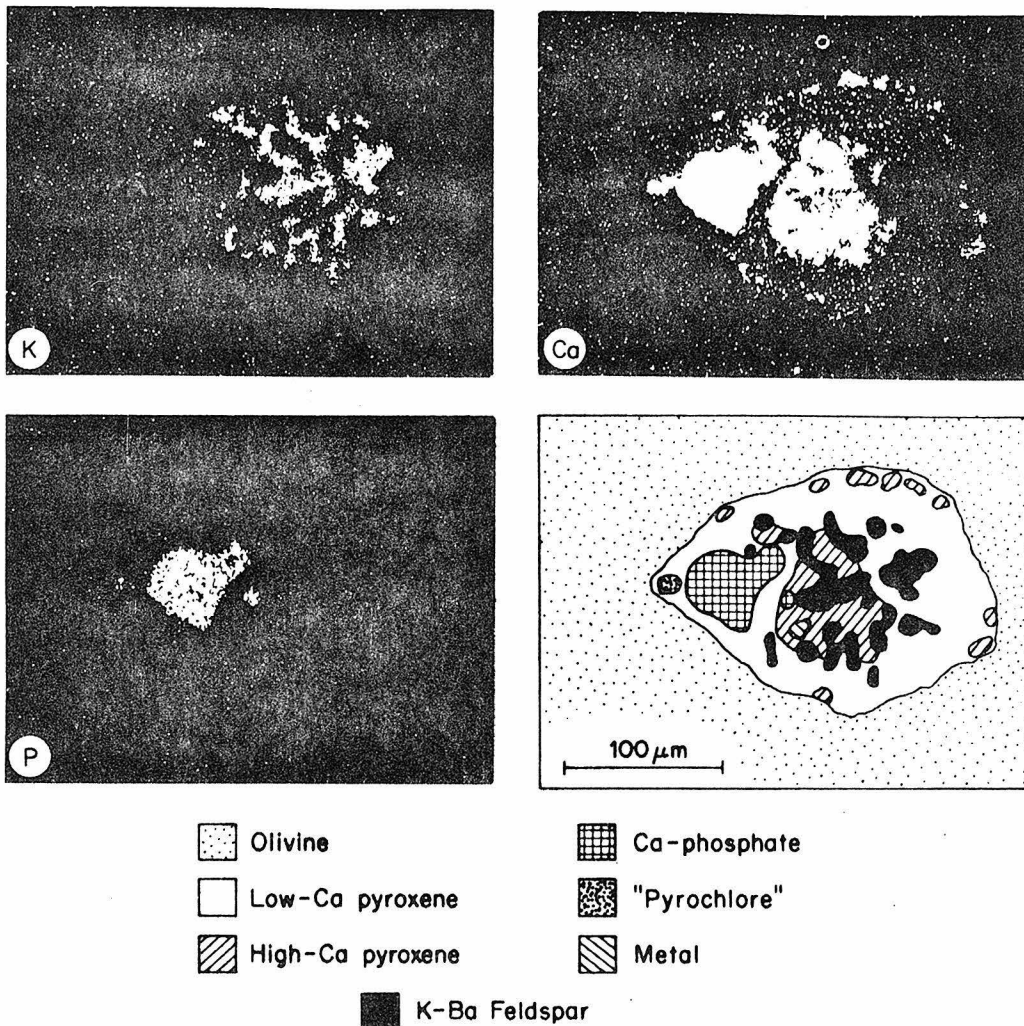 K
Ca
P
100 μm
Olivine
Low-Ca pyroxene
High-Ca pyroxene
Ca-phosphate
"Pyrochlore"
Metal
K-Ba Feldspar